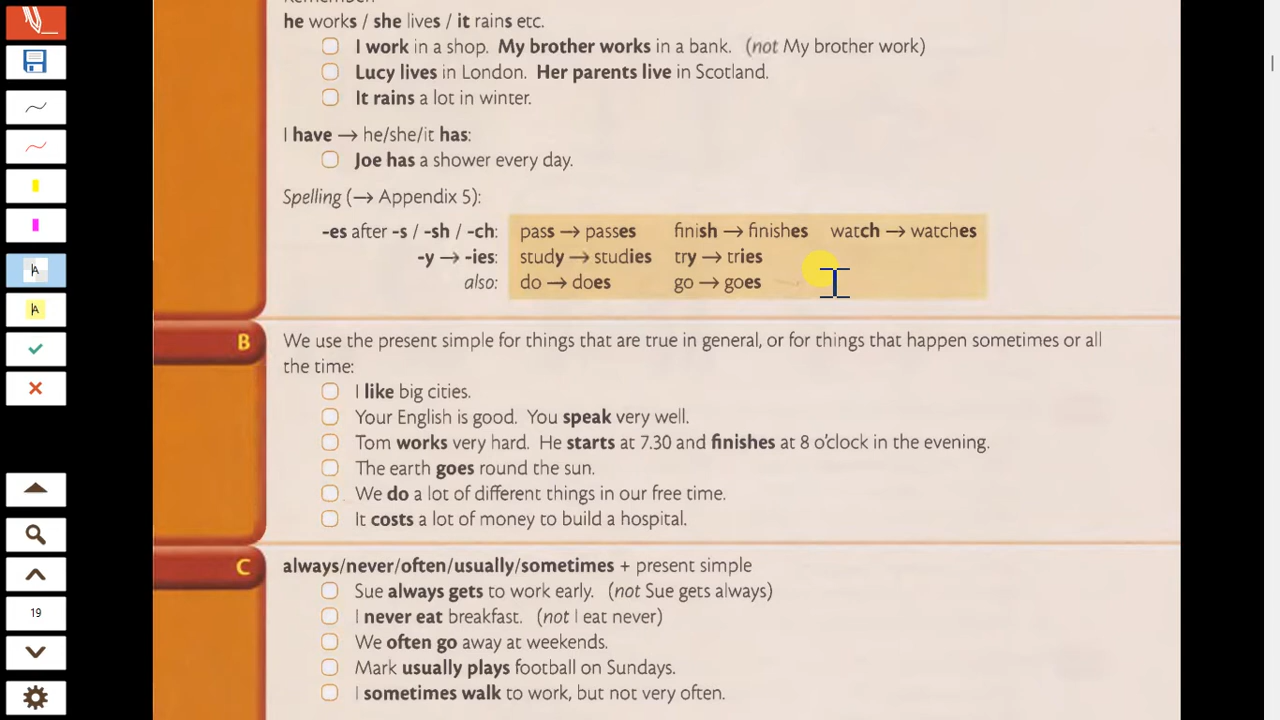 he works / she lives / it rains etc.
I work in a shop. My brother works in a bank. (not My brother work)
Lucy lives in London. Her parents live in Scotland.
It rains a lot in winter.
I have → he/she/it has:
Joe has a shower every day.
Spelling (→ Appendix 5):
-es after -s / -sh / -ch: pass → passes finish → finishes watch → watches
-y → -ies: study → studies try → tries
also: do → does go → goes
B We use the present simple for things that are true in general, or for things that happen sometimes or all
the time:
I like big cities.
Your English is good. You speak very well.
Tom works very hard. He starts at 7.30 and finishes at 8 o'clock in the evening.
The earth goes round the sun.
We do a lot of different things in our free time.
It costs a lot of money to build a hospital.
C always/never/often/usually/sometimes + present simple
Sue always gets to work early. (not Sue gets always)
I never eat breakfast. (not I eat never)
We often go away at weekends.
Mark usually plays football on Sundays.
I sometimes walk to work, but not very often.
A
A
19